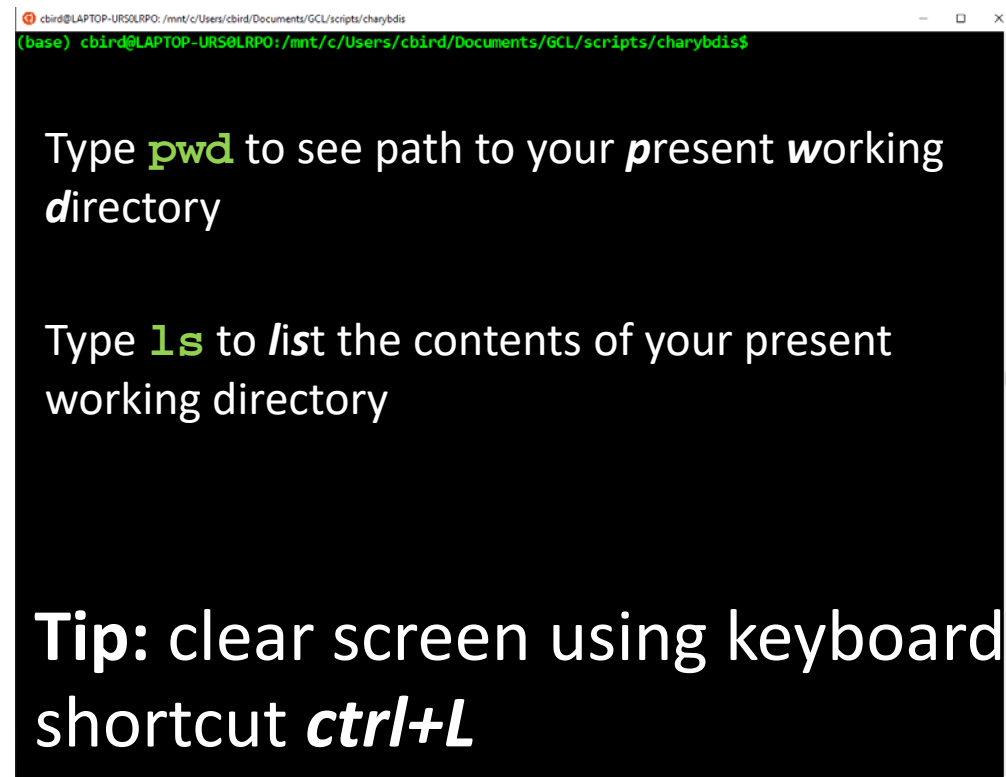 cbird@LAPTOP-URS0LRPO: /mnt/c/Users/cbird/Documents/GCL/scripts/charybdis
(base) cbird@LAPTOP-URS0LRPO:/mnt/c/Users/cbird/Documents/GCL/scripts/charybdis$
Type pwd to see path to your present working
directory
Type ls to list the contents of your present
working directory
Tip: clear screen using keyboard
shortcut ctrl+L